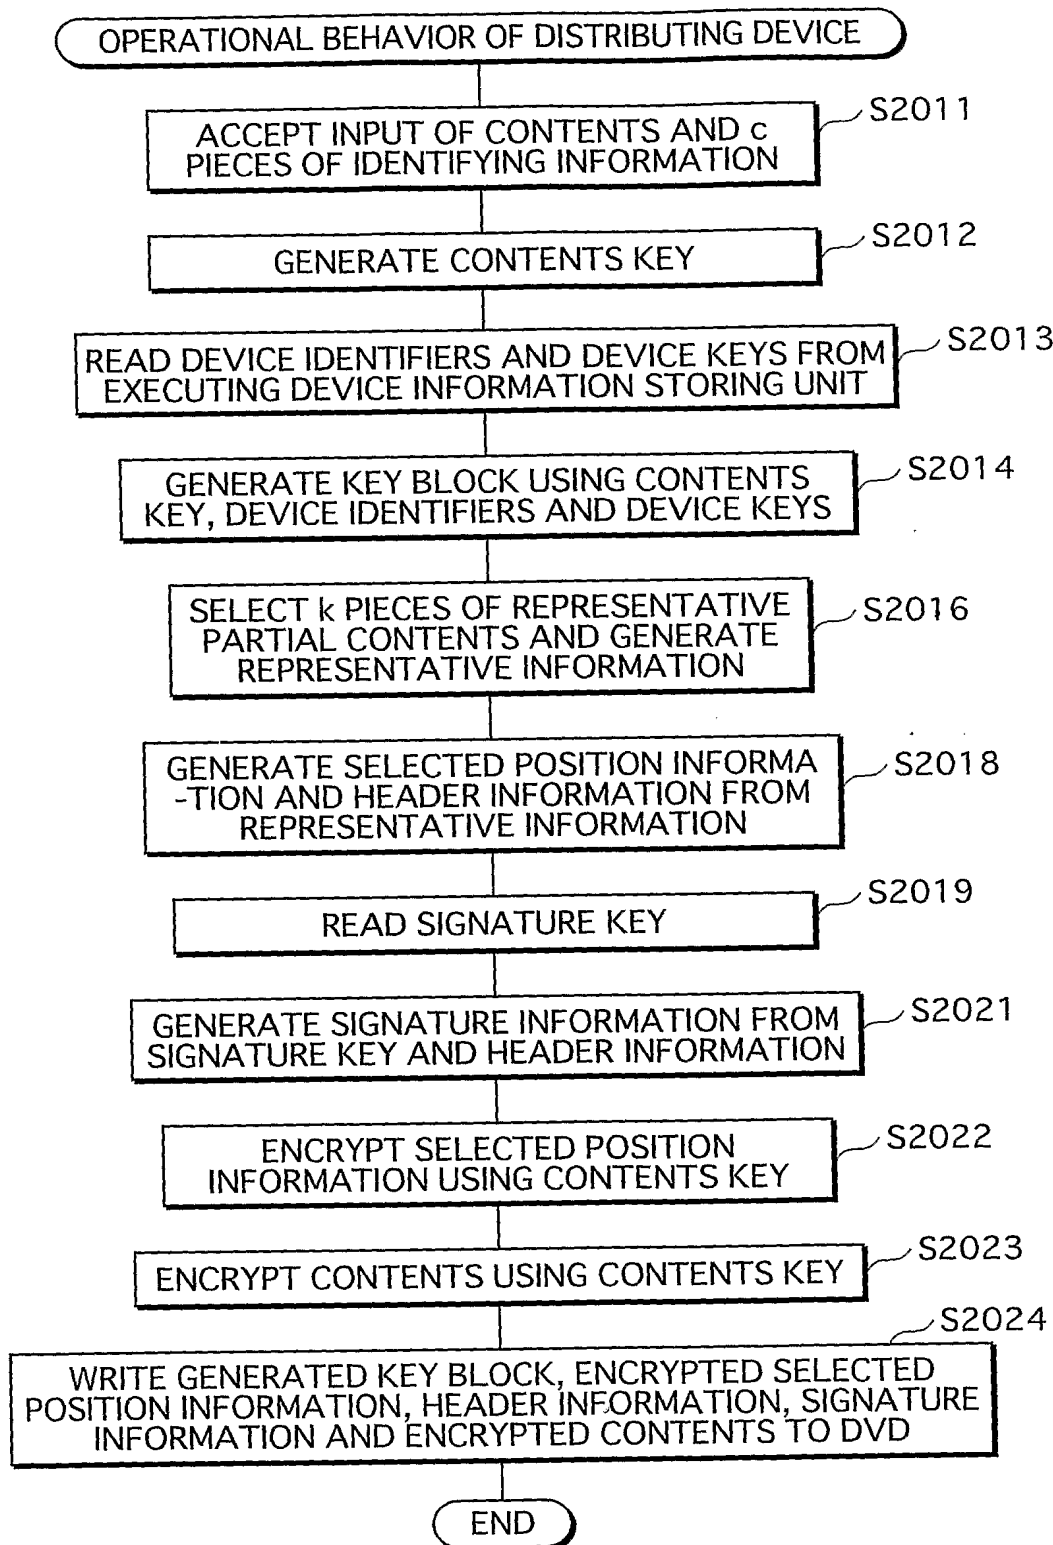 OPERATIONAL BEHAVIOR OF DISTRIBUTING DEVICE
S2011
ACCEPT INPUT OF CONTENTS AND c
PIECES OF IDENTIFYING INFORMATION
S2012
GENERATE CONTENTS KEY
S2013
READ DEVICE IDENTIFIERS AND DEVICE KEYS FROM
EXECUTING DEVICE INFORMATION STORING UNIT
S2014
GENERATE KEY BLOCK USING CONTENTS
KEY, DEVICE IDENTIFIERS AND DEVICE KEYS
S2016
SELECT k PIECES OF REPRESENTATIVE
PARTIAL CONTENTS AND GENERATE
REPRESENTATIVE INFORMATION
S2018
GENERATE SELECTED POSITION INFORMA
-TION AND HEADER INFORMATION FROM
REPRESENTATIVE INFORMATION
S2019
READ SIGNATURE KEY
S2021
GENERATE SIGNATURE INFORMATION FROM
SIGNATURE KEY AND HEADER INFORMATION
S2022
ENCRYPT SELECTED POSITION
INFORMATION USING CONTENTS KEY
S2023
ENCRYPT CONTENTS USING CONTENTS KEY
S2024
WRITE GENERATED KEY BLOCK, ENCRYPTED SELECTED
POSITION INFORMATION, HEADER INFORMATION, SIGNATURE
INFORMATION AND ENCRYPTED CONTENTS TO DVD
END